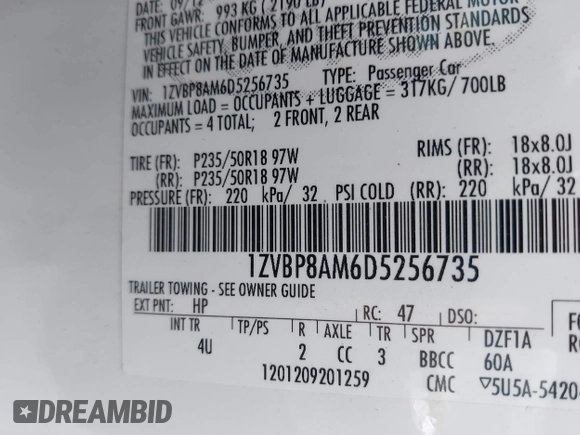 DATE: 09/12
FRONT GAWR: 993 KG ( 2190 LB)
THIS VEHICLE CONFORMS TO ALL APPLICABLE FEDERAL MOTOR
VEHICLE SAFETY, BUMPER, AND THEFT PREVENTION STANDARDS
IN EFFECT ON THE DATE OF MANUFACTURE SHOWN ABOVE.
VIN: 1ZVBP8AM6D5256735 TYPE: Passenger Car
MAXIMUM LOAD = OCCUPANTS + LUGGAGE = 317KG/ 700LB
OCCUPANTS = 4 TOTAL; 2 FRONT, 2 REAR
TIRE (FR): P235/50R18 97W RIMS (FR): 18x8.0J
(RR): P235/50R18 97W (RR): 18x8.0J
PRESSURE (FR): 220 kPa/ 32 PSI COLD (RR): 220 kPa/ 32
1ZVBP8AM6D5256735
TRAILER TOWING - SEE OWNER GUIDE
EXT PNT: HP RC: 47 DSO:
INT TR TP/PS R AXLE TR SPR DZF1A
4U 2 CC 3 BBCC 60A
1201209201259 CMC ▽5U5A-5420
DREAMBID